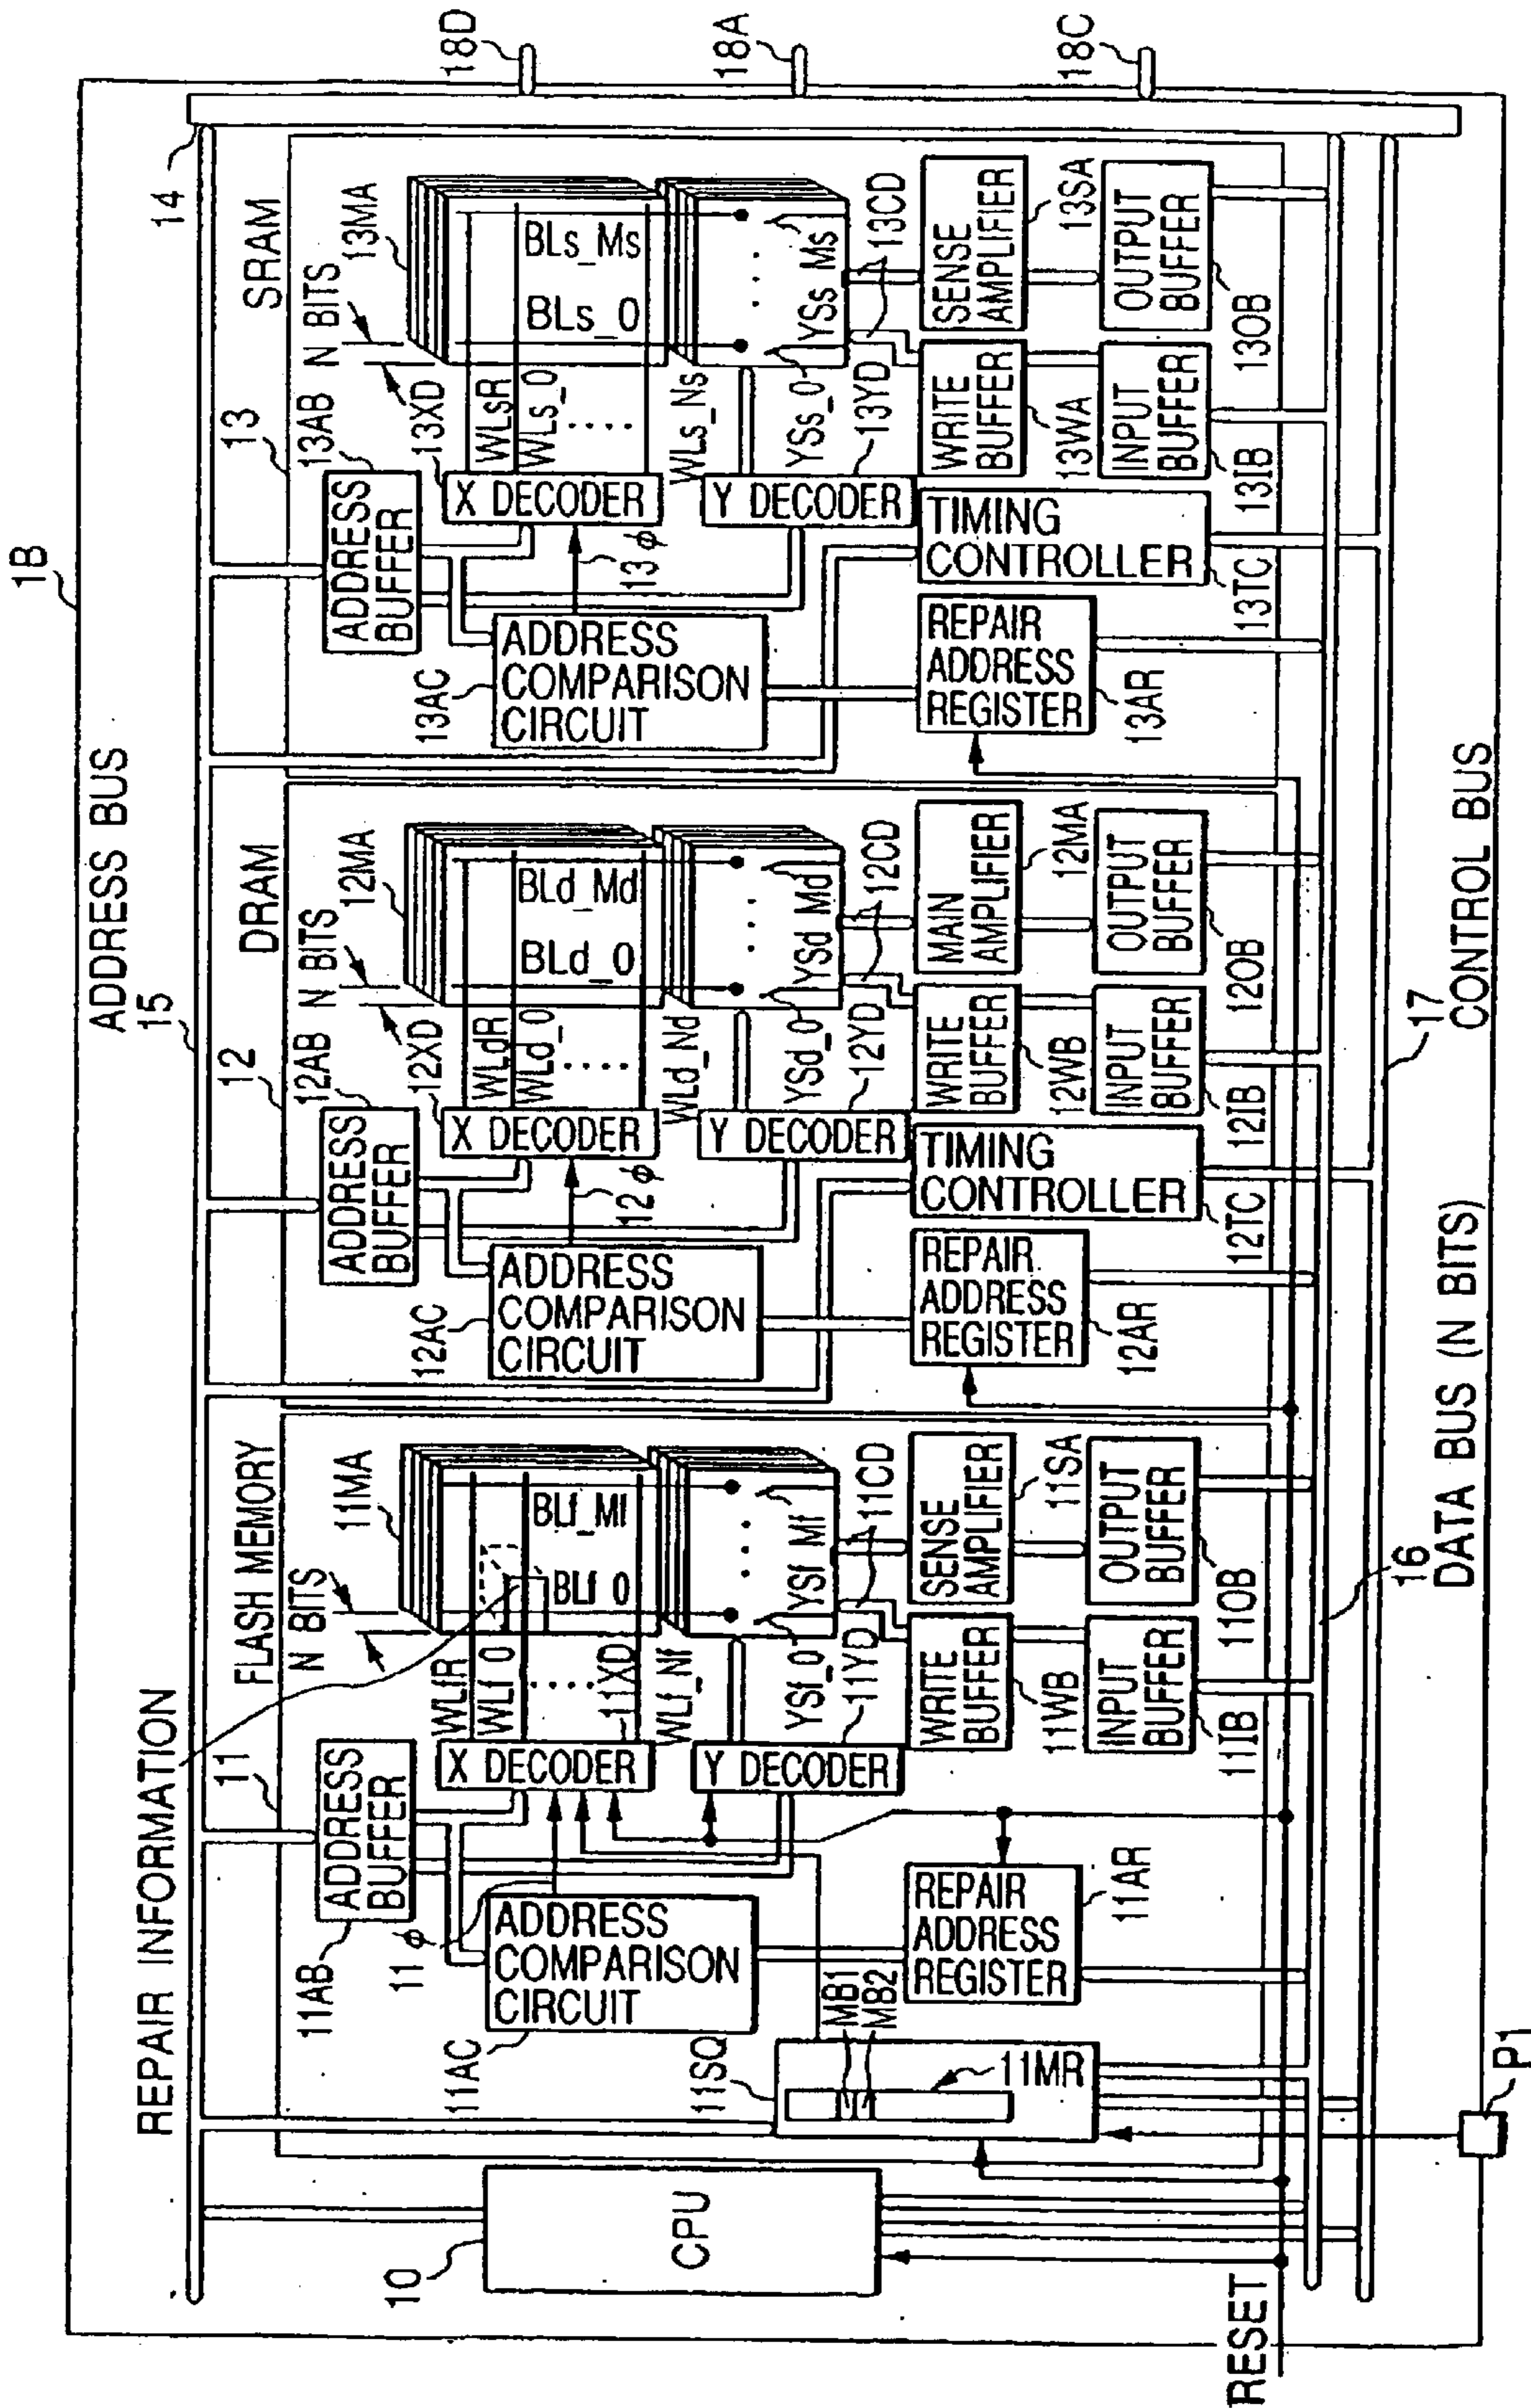 1B
ADDRESS BUS
15
14
REPAIR INFORMATION
10
CPU
RESET
P1
FLASH MEMORY
11
N BITS
11MA
11AB
ADDRESS
BUFFER
WLfR
WLf_0
.....
11XD
WLf_Nf
BLf_0
BLf_Mf
X DECODER
11 φ
11AC
ADDRESS
COMPARISON
CIRCUIT
Y DECODER
11YD
YSf_0
YSf_Mf
...
11CD
11SQ
MB1
MB2
11MR
REPAIR
ADDRESS
REGISTER
11AR
WRITE
BUFFER
11WB
SENSE
AMPLIFIER
11SA
INPUT
BUFFER
11IB
OUTPUT
BUFFER
11OB
DRAM
12
N BITS
12MA
12AB
ADDRESS
BUFFER
12XD
WLdR
WLd_0
.....
WLd_Nd
BLd_0
BLd_Md
X DECODER
12 φ
12AC
ADDRESS
COMPARISON
CIRCUIT
Y DECODER
12YD
YSd_0
YSd_Md
...
12CD
REPAIR
ADDRESS
REGISTER
12AR
TIMING
CONTROLLER
12TC
WRITE
BUFFER
12WB
MAIN
AMPLIFIER
12MA
INPUT
BUFFER
12IB
OUTPUT
BUFFER
12OB
SRAM
13
N BITS
13MA
13AB
ADDRESS
BUFFER
13XD
WLsR
WLs_0
.....
WLs_Ns
BLs_0
BLs_Ms
X DECODER
13 φ
13AC
ADDRESS
COMPARISON
CIRCUIT
Y DECODER
13YD
YSs_0
YSs_Ms
...
13CD
REPAIR
ADDRESS
REGISTER
13AR
TIMING
CONTROLLER
13TC
WRITE
BUFFER
13WA
SENSE
AMPLIFIER
13SA
INPUT
BUFFER
13IB
OUTPUT
BUFFER
13OB
18D
18A
18C
16
DATA BUS (N BITS)
17
CONTROL BUS